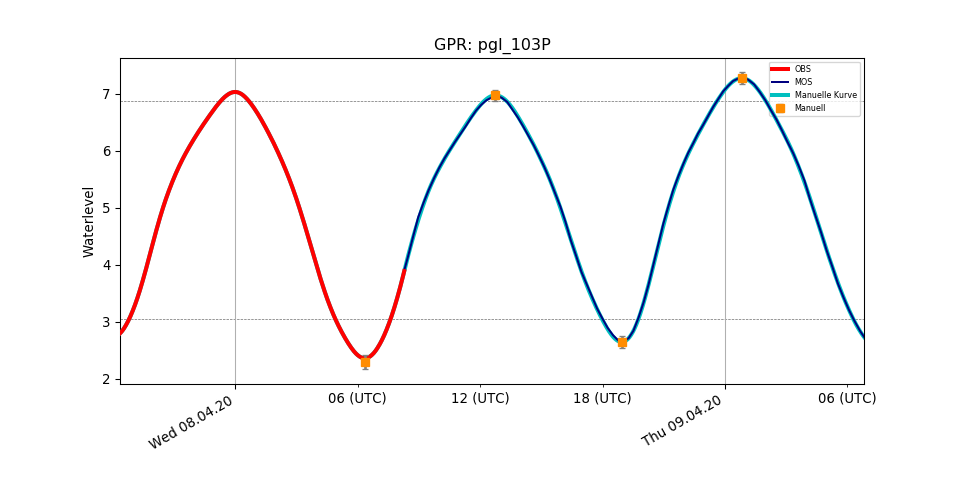 GPR: pgl_103P
OBS
MOS
Manuelle Kurve
Manuell
Waterlevel
7
6
5
4
3
2
Wed 08.04.20
06 (UTC)
12 (UTC)
18 (UTC)
Thu 09.04.20
06 (UTC)